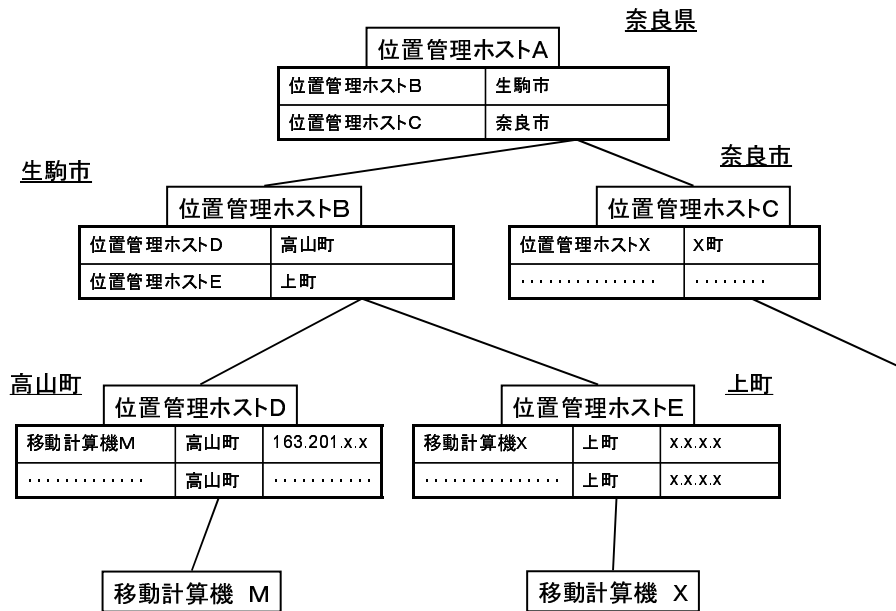 奈良県
位置管理ホストA
位置管理ホストB 生駒市
位置管理ホストC 奈良市
生駒市
奈良市
位置管理ホストB
位置管理ホストC
位置管理ホストD 高山町
位置管理ホストE 上町
位置管理ホストX X町
............... ........
高山町
上町
位置管理ホストD
位置管理ホストE
移動計算機M 高山町 163.201.x.x
............. 高山町 ...........
移動計算機X 上町 x.x.x.x
............... 上町 x.x.x.x
移動計算機 M
移動計算機 X